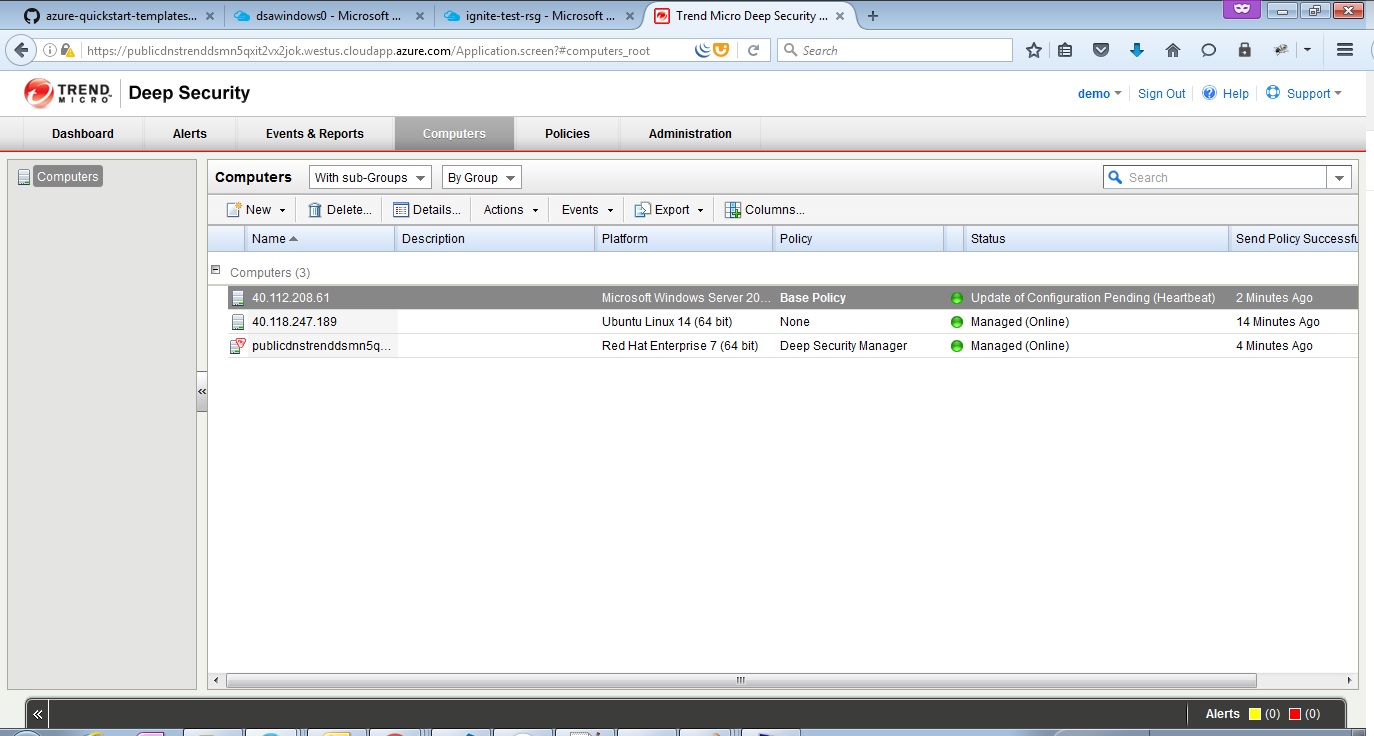 azure-quickstart-templates...
dsawindows0 - Microsoft ...
ignite-test-rsg - Microsoft ...
Trend Micro Deep Security ...
https://publicdnstrenddsmn5qxit2vx2jok.westus.cloudapp.azure.com/Application.screen?#computers_root
Search
TREND MICRO Deep Security
demo Sign Out Help Support
Dashboard Alerts Events & Reports Computers Policies Administration
Computers
Computers With sub-Groups By Group Search
New Delete... Details... Actions Events Export Columns...
Name Description Platform Policy Status Send Policy Successfu
Computers (3)
40.112.208.61 Microsoft Windows Server 20... Base Policy Update of Configuration Pending (Heartbeat) 2 Minutes Ago
40.118.247.189 Ubuntu Linux 14 (64 bit) None Managed (Online) 14 Minutes Ago
publicdnstrenddsmn5q... Red Hat Enterprise 7 (64 bit) Deep Security Manager Managed (Online) 4 Minutes Ago
Alerts (0) (0)